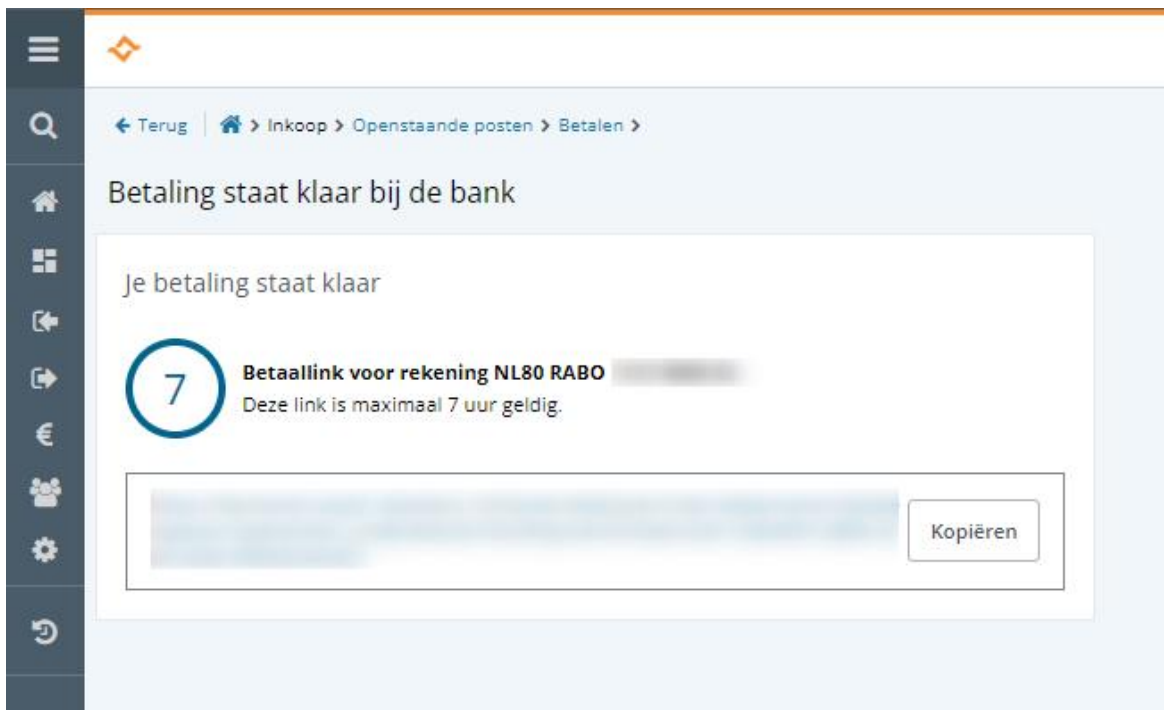 Terug > Inkoop > Openstaande posten > Betalen >
Betaling staat klaar bij de bank
Je betaling staat klaar
7
Betaallink voor rekening NL80 RABO
Deze link is maximaal 7 uur geldig.
Kopiëren